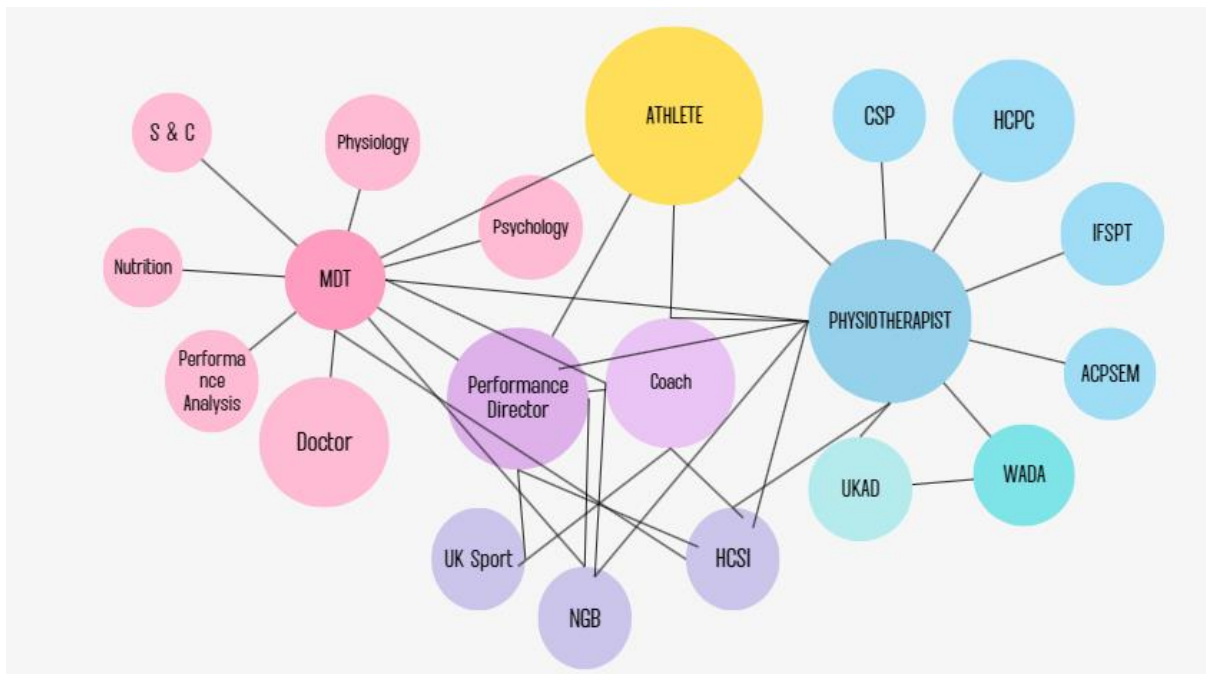 ATHLETE
CSP
HCPC
S & C
Physiology
Psychology
IFSPT
Nutrition
MDT
PHYSIOTHERAPIST
Performa
nce
Analysis
Performance
Director
Coach
ACPSEM
Doctor
UKAD
WADA
UK Sport
HCSI
NGB